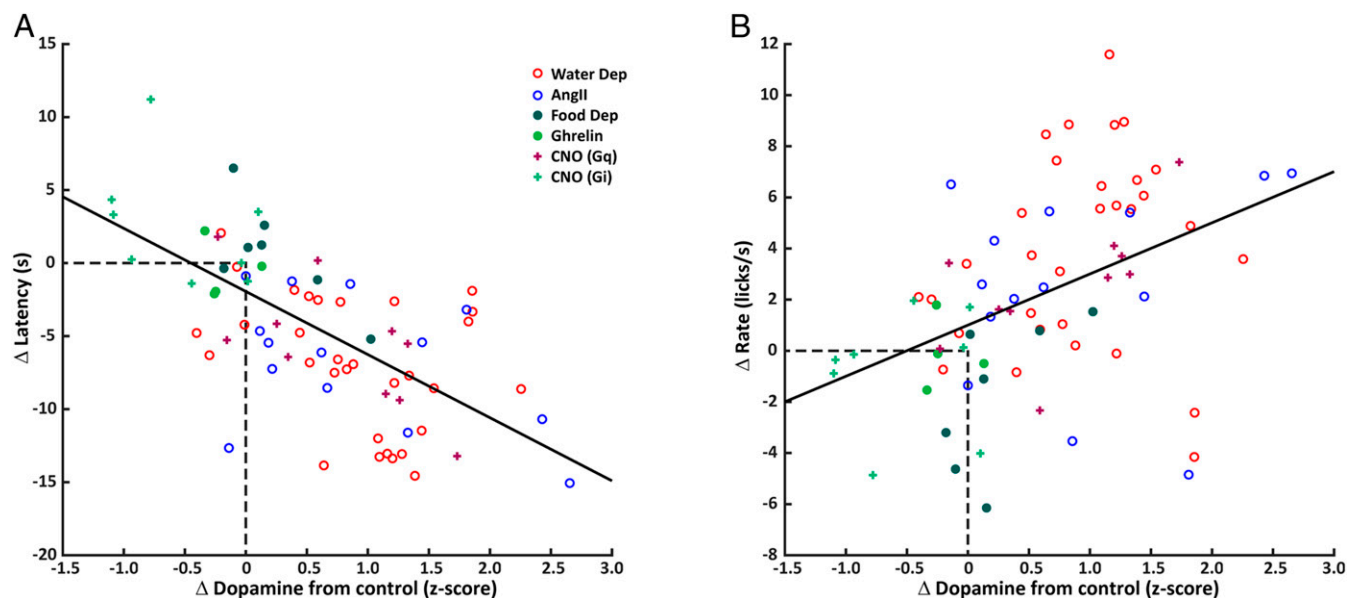 A
15
10
5
0
-5
-10
-15
-20
Δ Latency (s)
-1.5 -1.0 -0.5 0 0.5 1.0 1.5 2.0 2.5 3.0
Δ Dopamine from control (z-score)
Water Dep
AngII
Food Dep
Ghrelin
CNO (Gq)
CNO (Gi)
B
12
10
8
6
4
2
0
-2
-4
-6
-8
Δ Rate (licks/s)
-1.5 -1.0 -0.5 0 0.5 1.0 1.5 2.0 2.5 3.0
Δ Dopamine from control (z-score)